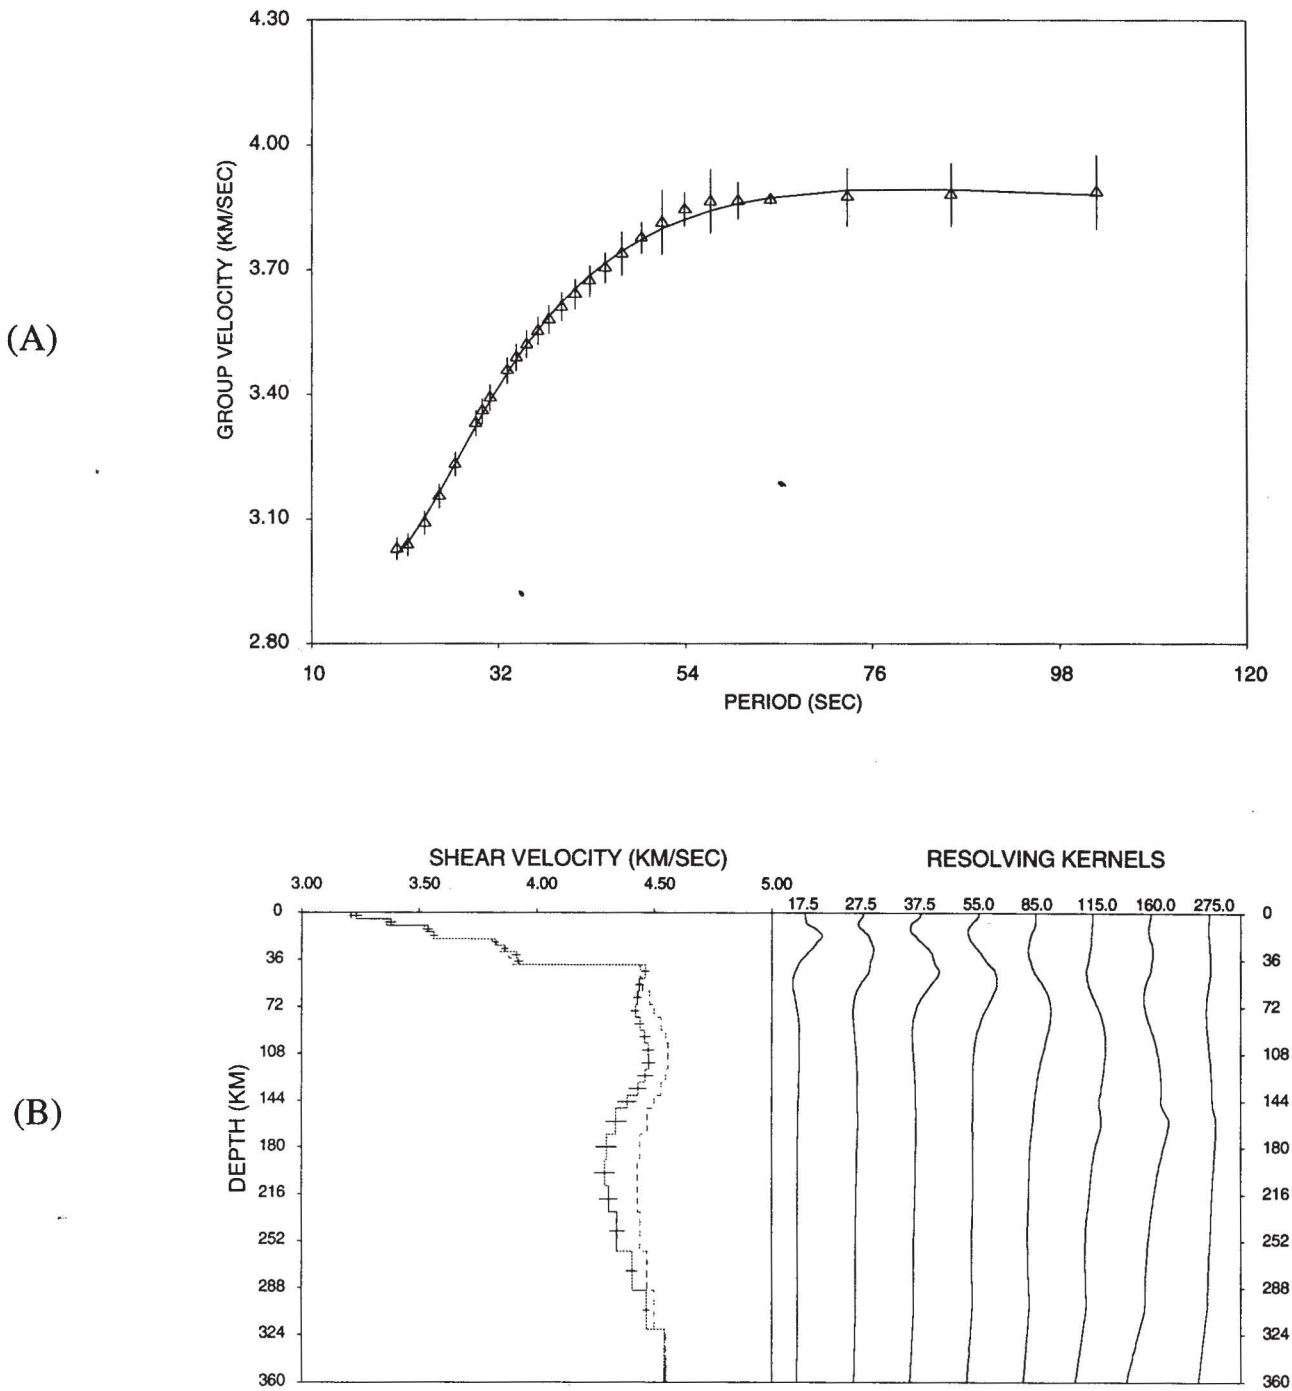 4.30
4.00
3.70
3.40
3.10
2.80
GROUP VELOCITY (KM/SEC)
(A)
10 32 54 76 98 120
PERIOD (SEC)
SHEAR VELOCITY (KM/SEC) RESOLVING KERNELS
3.00 3.50 4.00 4.50 5.00
17.5 27.5 37.5 55.0 85.0 115.0 160.0 275.0
0 0
36 36
72 72
108 108
144 144
180 180
216 216
252 252
288 288
324 324
360 360
DEPTH (KM)
(B)